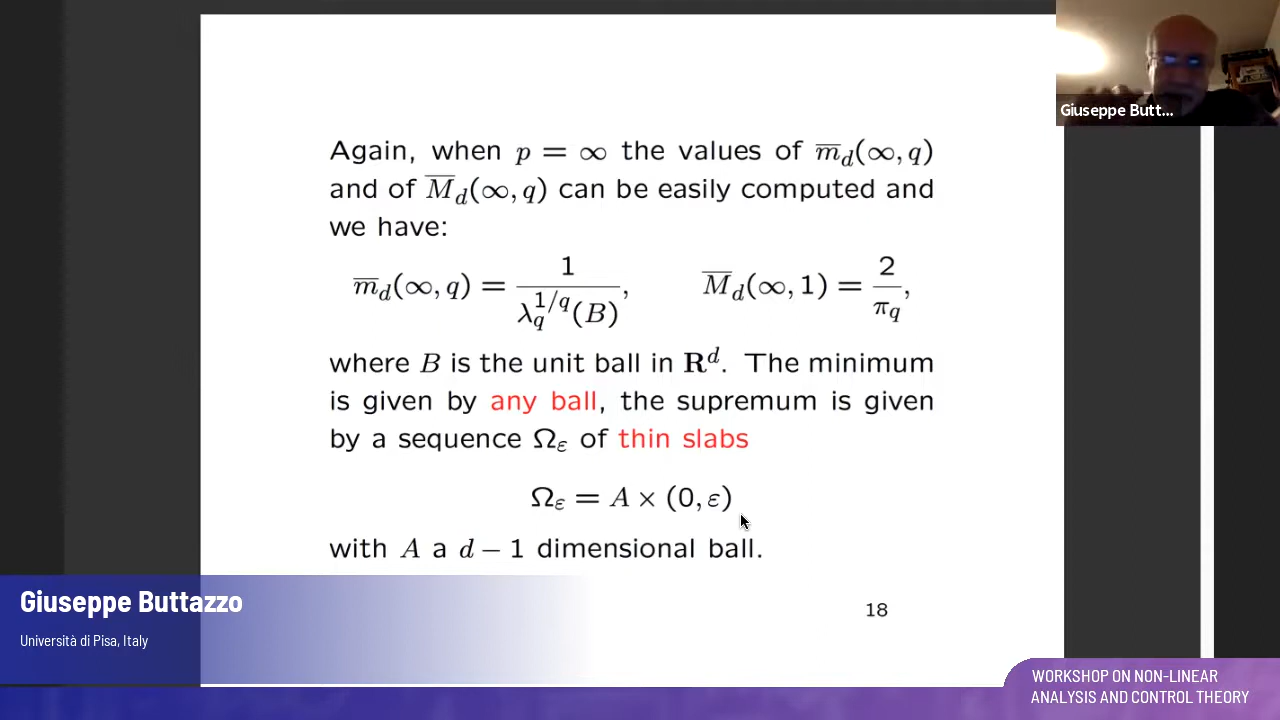 Giuseppe Butt...
Again, when p = ∞ the values of m̅_d(∞, q)
and of M̅_d(∞, q) can be easily computed and
we have:
m̅_d(∞, q) = 1 / λ_q^{1/q}(B), M̅_d(∞, 1) = 2 / π_q,
where B is the unit ball in R^d. The minimum
is given by any ball, the supremum is given
by a sequence Ω_ε of thin slabs
Ω_ε = A × (0, ε)
with A a d − 1 dimensional ball.
18
Giuseppe Buttazzo
Università di Pisa, Italy
WORKSHOP ON NON-LINEAR
ANALYSIS AND CONTROL THEORY